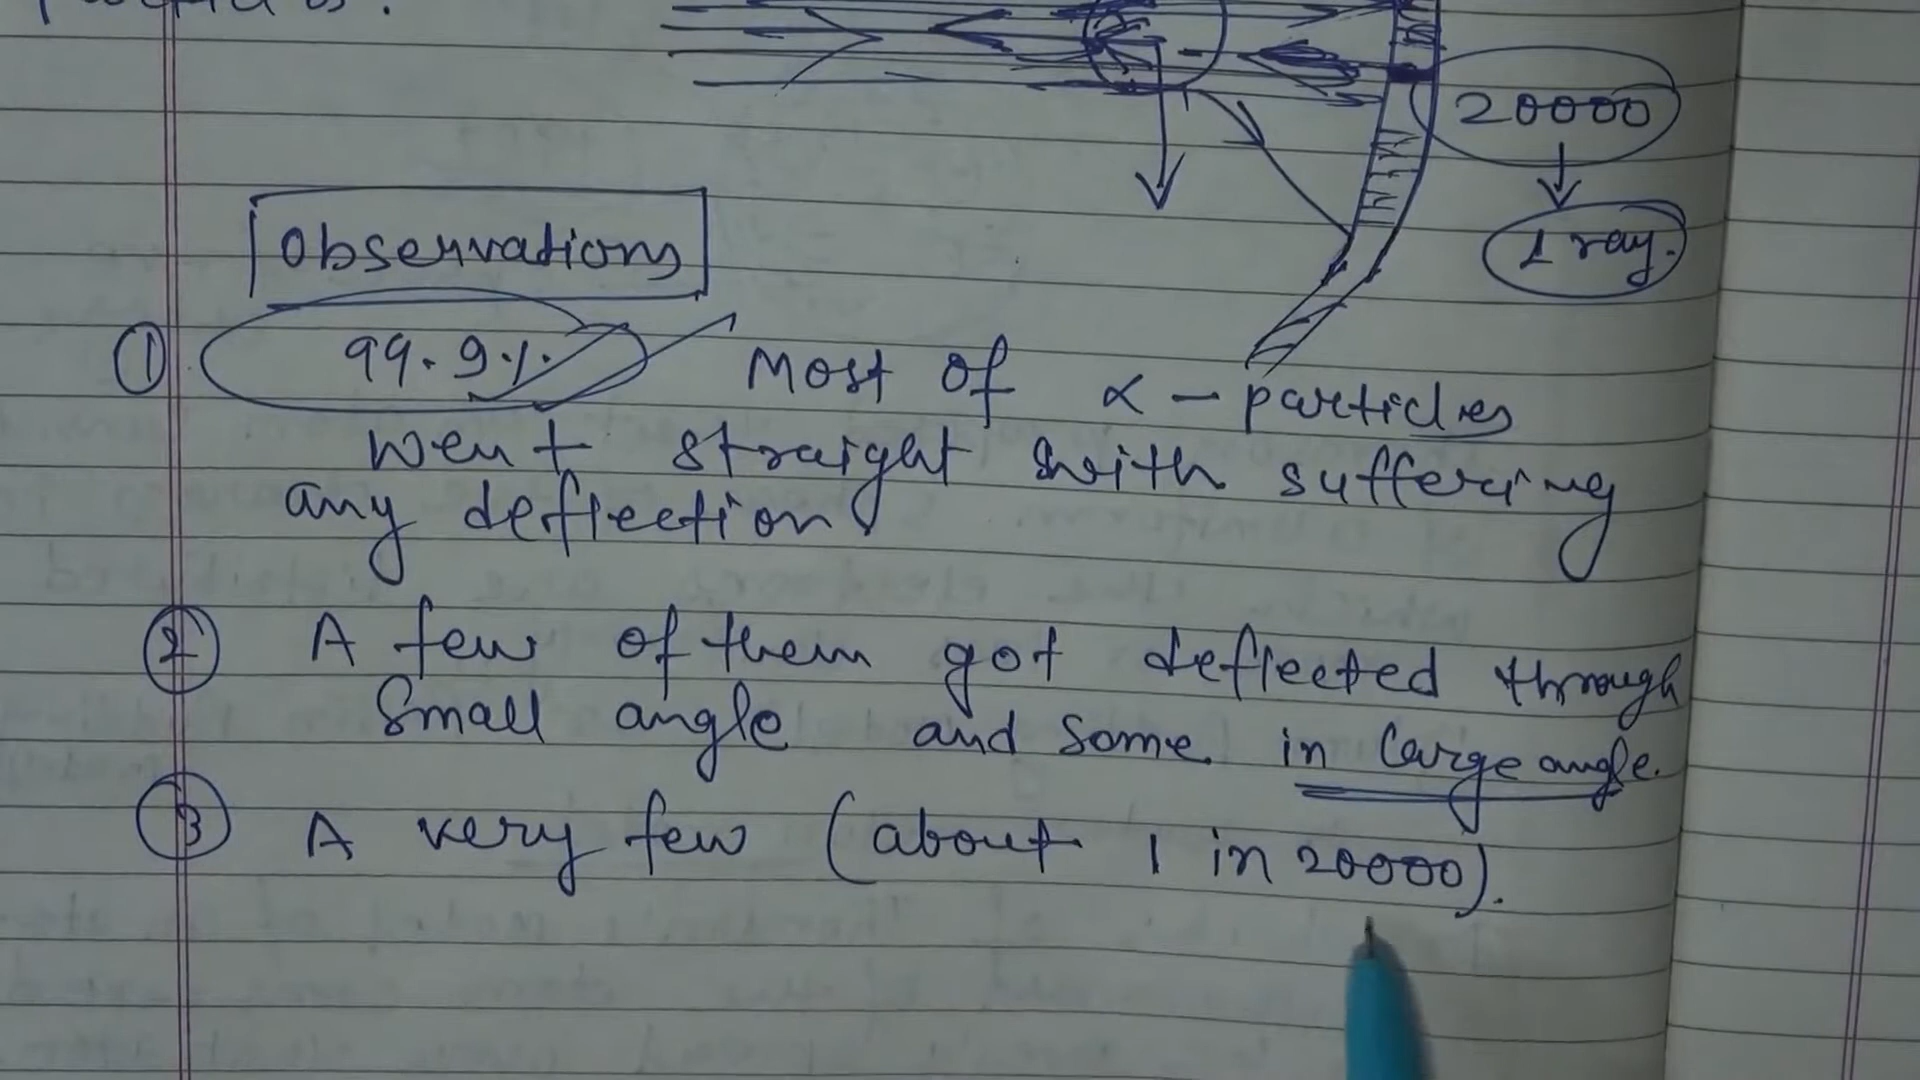 20000
1 ray.
Observations
① 99.9% Most of α-particles
went straight with suffering
any deflection
② A few of them got deflected through
small angle and some in large angle.
③ A very few (about 1 in 20000).